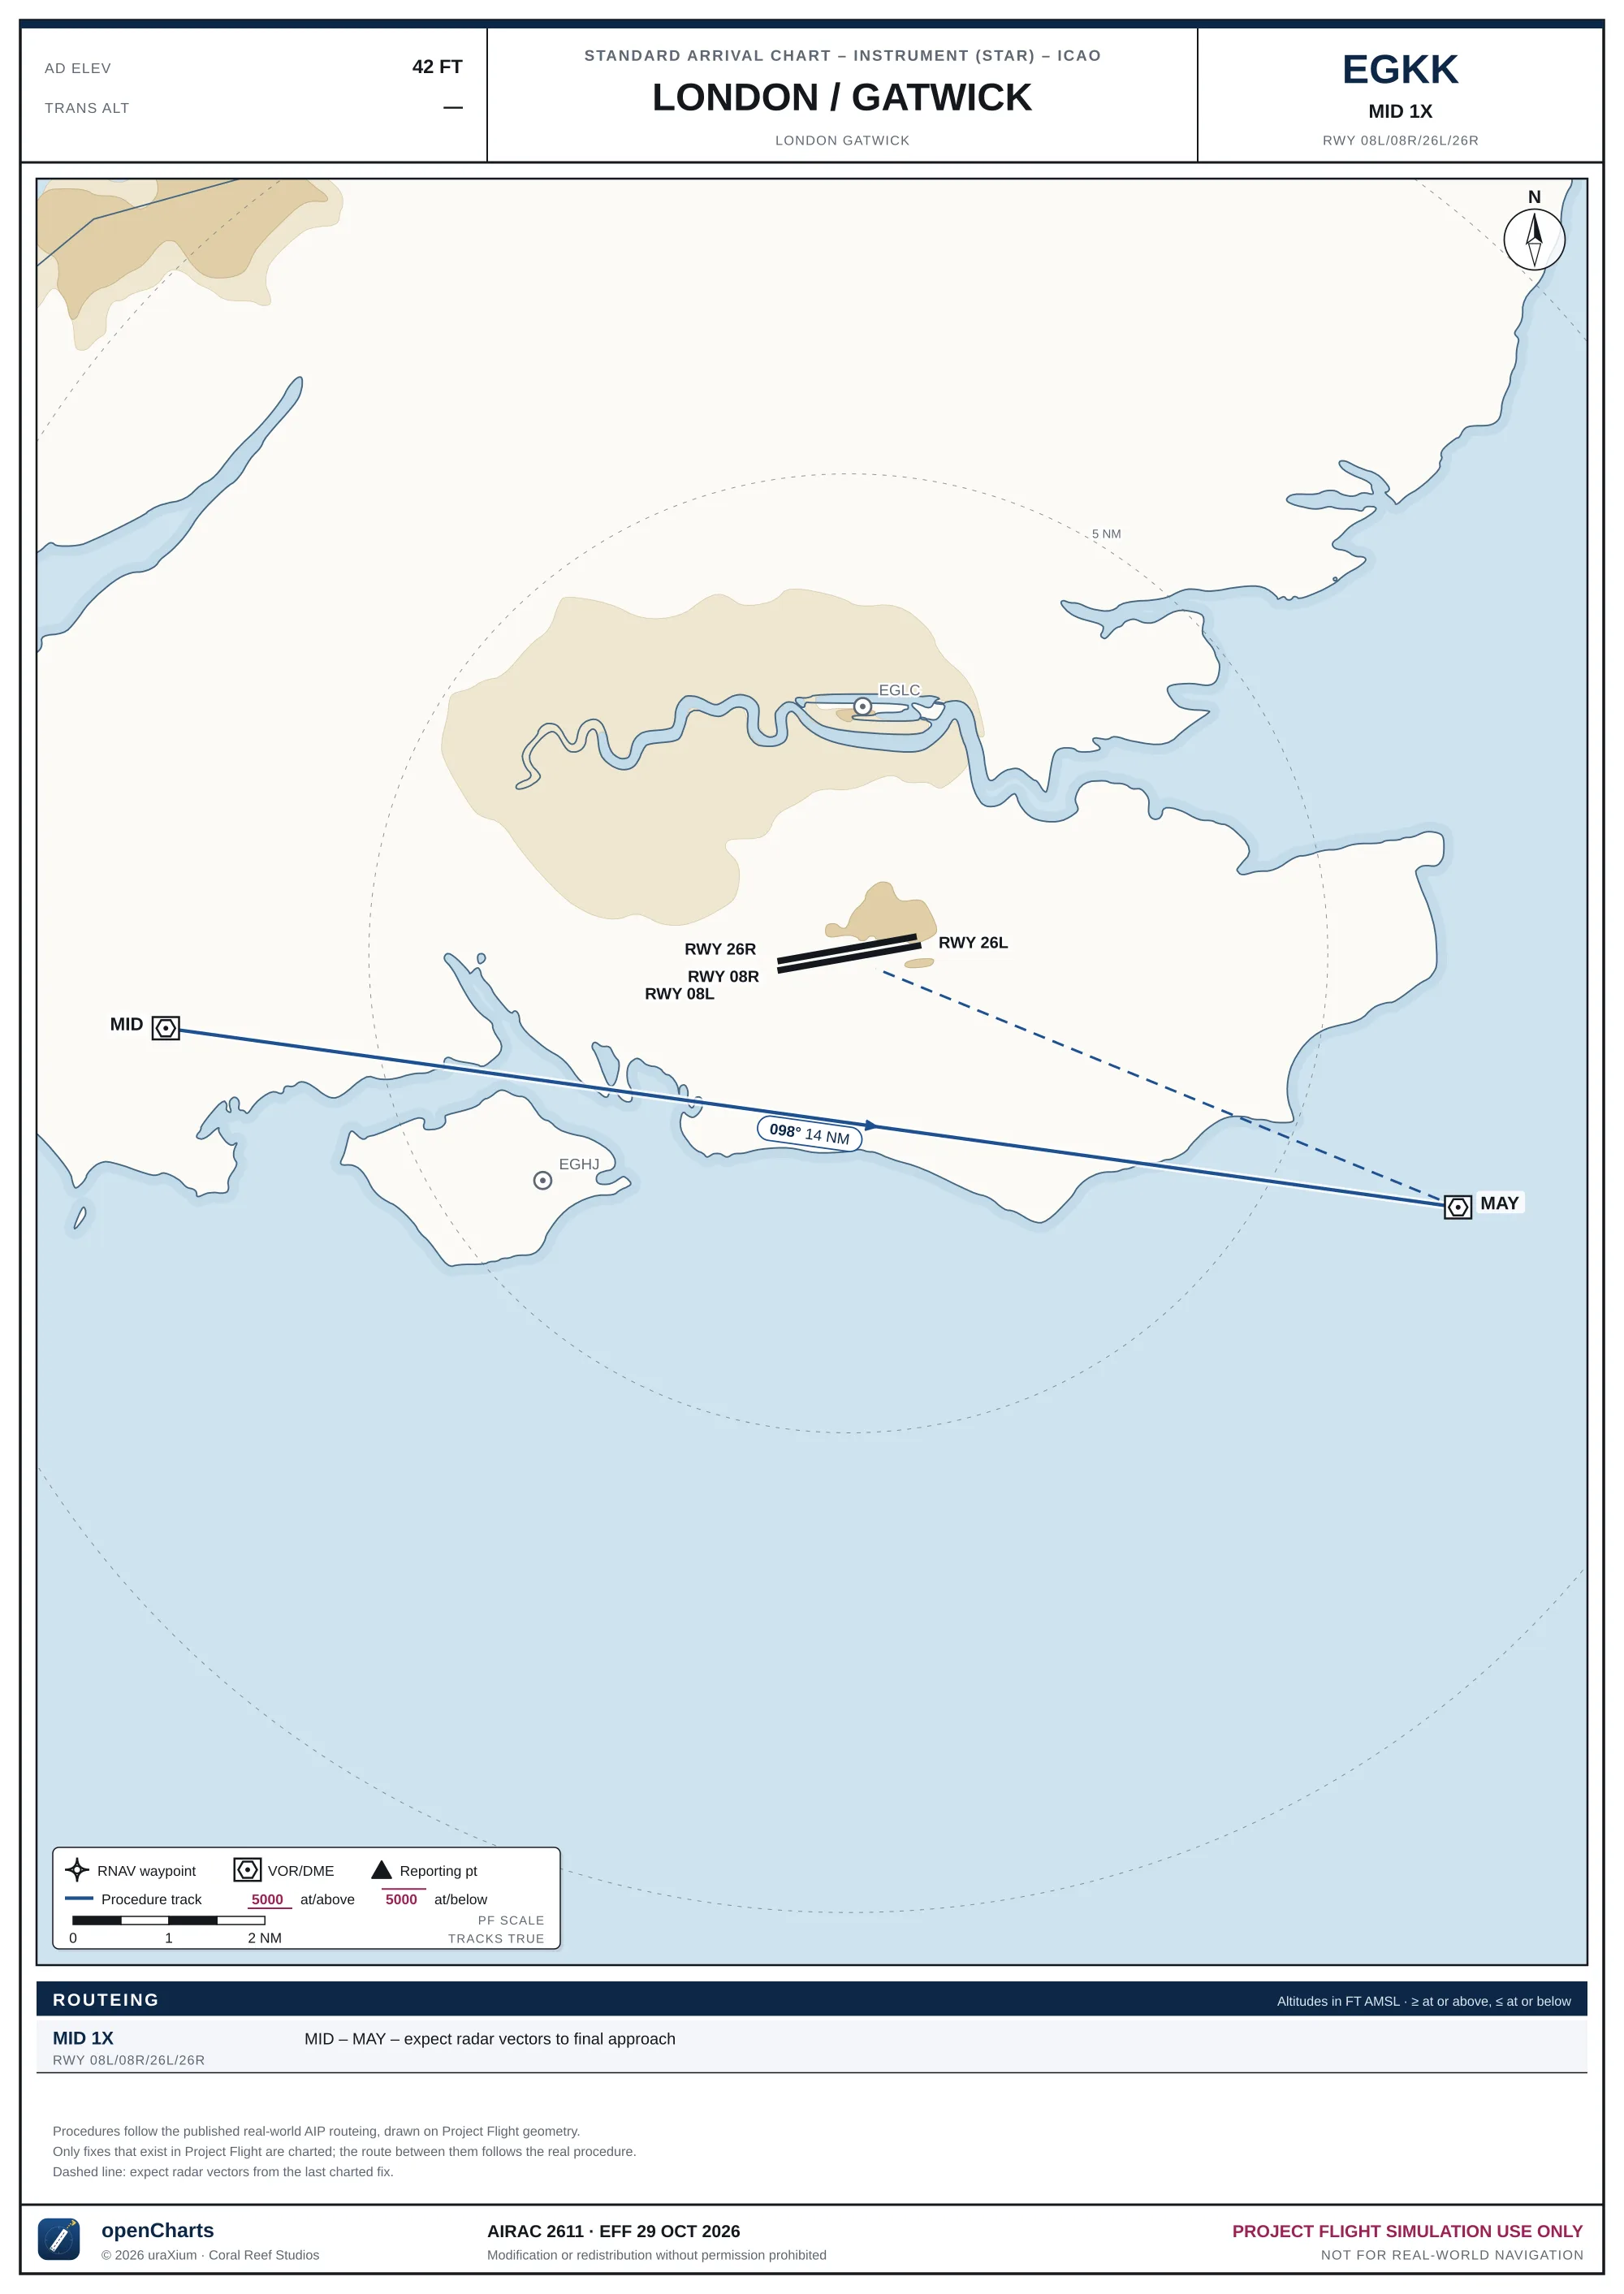 AD ELEV 42 FT
TRANS ALT —
STANDARD ARRIVAL CHART – INSTRUMENT (STAR) – ICAO
LONDON / GATWICK
LONDON GATWICK
EGKK
MID 1X
RWY 08L/08R/26L/26R
N
5 NM
EGLC
RWY 26R
RWY 26L
RWY 08R
RWY 08L
MID
098° 14 NM
EGHJ
MAY
RNAV waypoint
VOR/DME
Reporting pt
Procedure track
5000 at/above
5000 at/below
PF SCALE
0 1 2 NM
TRACKS TRUE
ROUTEING
Altitudes in FT AMSL · ≥ at or above, ≤ at or below
MID 1X
MID – MAY – expect radar vectors to final approach
RWY 08L/08R/26L/26R
Procedures follow the published real-world AIP routeing, drawn on Project Flight geometry.
Only fixes that exist in Project Flight are charted; the route between them follows the real procedure.
Dashed line: expect radar vectors from the last charted fix.
openCharts
© 2026 uraXium · Coral Reef Studios
AIRAC 2611 · EFF 29 OCT 2026
Modification or redistribution without permission prohibited
PROJECT FLIGHT SIMULATION USE ONLY
NOT FOR REAL-WORLD NAVIGATION